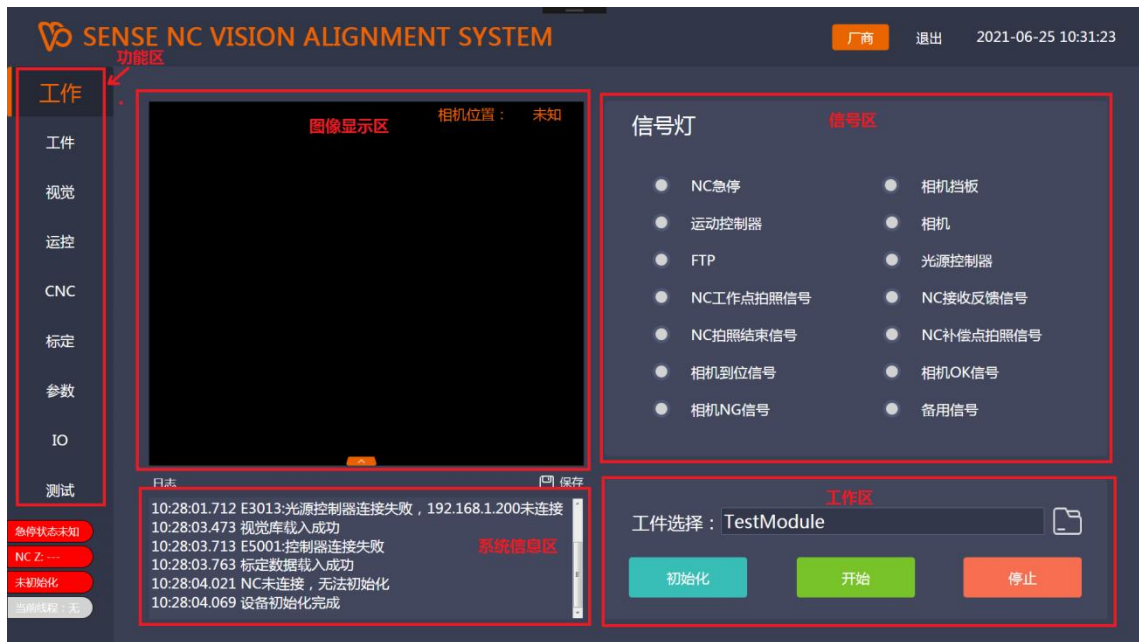 SENSE NC VISION ALIGNMENT SYSTEM
厂商
退出
2021-06-25 10:31:23
功能区
工作
工件
视觉
运控
CNC
标定
参数
IO
测试
急停状态未知
NC Z: ---
未初始化
当前线程：无
图像显示区
相机位置： 未知
日志
保存
10:28:01.712 E3013:光源控制器连接失败，192.168.1.200未连接
10:28:03.473 视觉库载入成功
10:28:03.713 E5001:控制器连接失败
10:28:03.763 标定数据载入成功
10:28:04.021 NC未连接，无法初始化
10:28:04.069 设备初始化完成
系统信息区
信号灯
信号区
NC急停
相机挡板
运动控制器
相机
FTP
光源控制器
NC工作点拍照信号
NC接收反馈信号
NC拍照结束信号
NC补偿点拍照信号
相机到位信号
相机OK信号
相机NG信号
备用信号
工作区
工件选择：TestModule
初始化
开始
停止